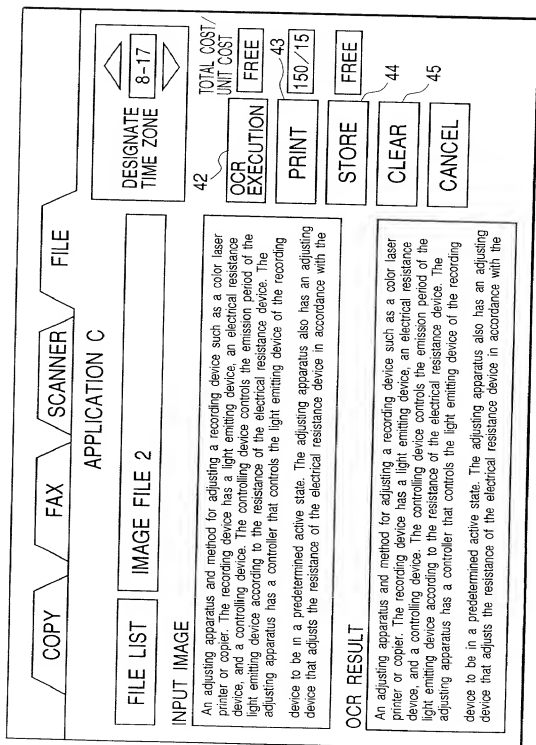 COPY
FAX
SCANNER
FILE
APPLICATION C
FILE LIST
IMAGE FILE 2
DESIGNATE
TIME ZONE
8-17
INPUT IMAGE
An adjusting apparatus and method for adjusting a recording device such as a color laser
printer or copier. The recording device has a light emitting device, an electrical resistance
device, and a controlling device. The controlling device controls the emission period of the
light emitting device according to the resistance of the electrical resistance device. The
adjusting apparatus has a controller that controls the light emitting device of the recording
device to be in a predetermined active state. The adjusting apparatus also has an adjusting
device that adjusts the resistance of the electrical resistance device in accordance with the
42
TOTAL COST/
UNIT COST
OCR
EXECUTION
FREE
43
PRINT
150/15
STORE
FREE
44
CLEAR
45
CANCEL
OCR RESULT
An adjusting apparatus and method for adjusting a recording device such as a color laser
printer or copier. The recording device has a light emitting device, an electrical resistance
device, and a controlling device. The controlling device controls the emission period of the
light emitting device according to the resistance of the electrical resistance device. The
adjusting apparatus has a controller that controls the light emitting device of the recording
device to be in a predetermined active state. The adjusting apparatus also has an adjusting
device that adjusts the resistance of the electrical resistance device in accordance with the